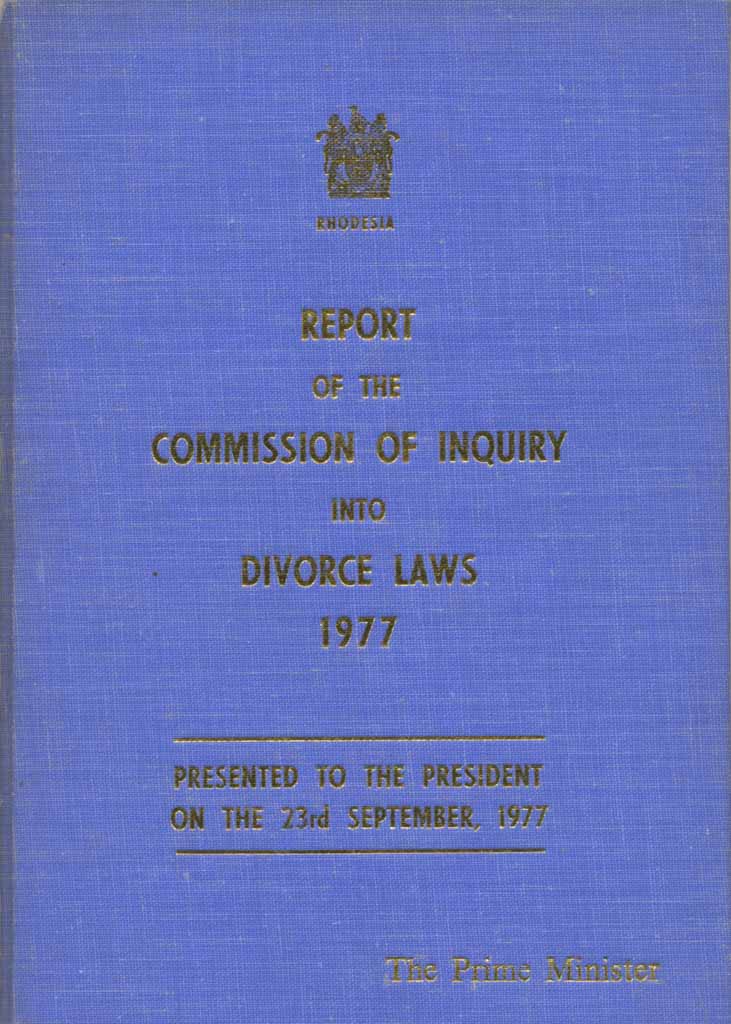 RHODESIA
REPORT
OF THE
COMMISSION OF INQUIRY
INTO
DIVORCE LAWS
1977
PRESENTED TO THE PRESIDENT
ON THE 23rd SEPTEMBER, 1977
The Prime Minister